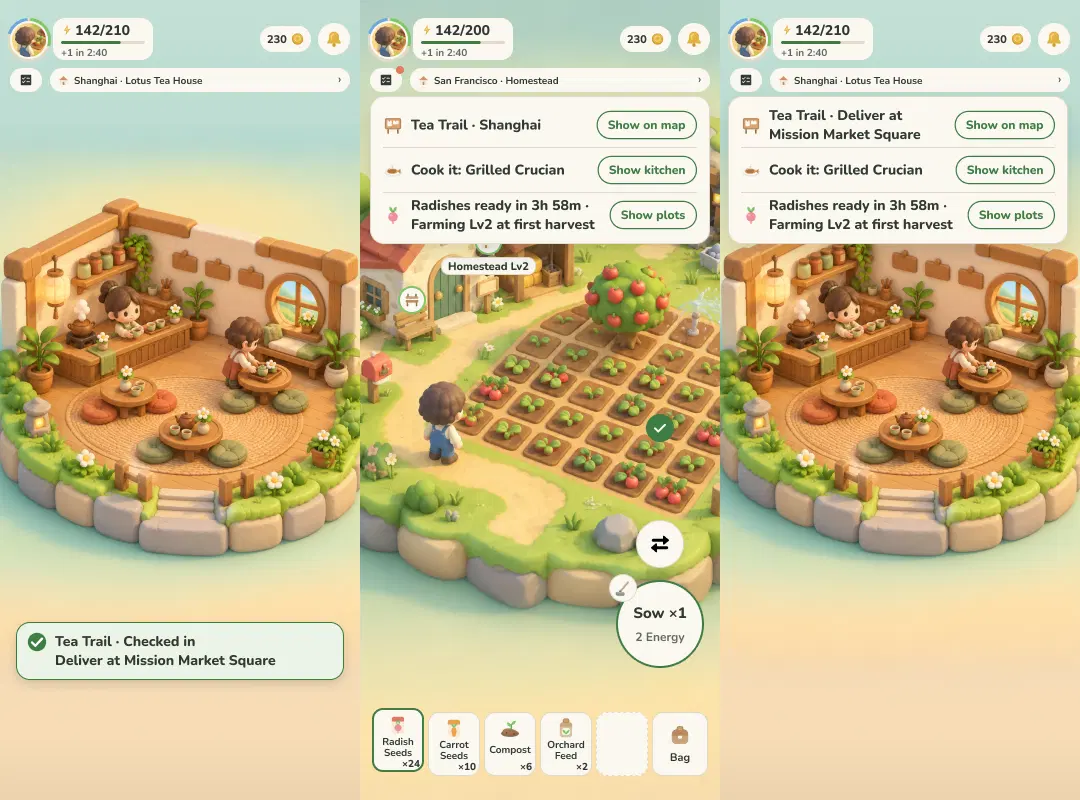 142/210
+1 in 2:40
230
Shanghai · Lotus Tea House
Tea Trail · Checked in
Deliver at Mission Market Square
142/200
+1 in 2:40
230
San Francisco · Homestead
Tea Trail · Shanghai
Show on map
Cook it: Grilled Crucian
Show kitchen
Radishes ready in 3h 58m ·
Farming Lv2 at first harvest
Show plots
Homestead Lv2
Sow ×1
2 Energy
Radish
Seeds
×24
Carrot
Seeds
×10
Compost
×6
Orchard
Feed
×2
Bag
142/210
+1 in 2:40
230
Shanghai · Lotus Tea House
Tea Trail · Deliver at
Mission Market Square
Show on map
Cook it: Grilled Crucian
Show kitchen
Radishes ready in 3h 58m ·
Farming Lv2 at first harvest
Show plots